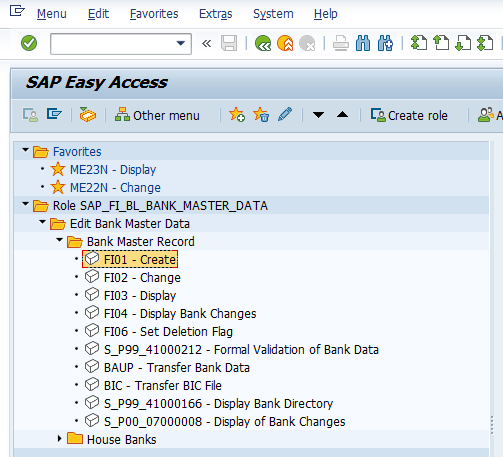 Menu Edit Favorites Extras System Help
SAP Easy Access
Other menu Create role
Favorites
ME23N - Display
ME22N - Change
Role SAP_FI_BL_BANK_MASTER_DATA
Edit Bank Master Data
Bank Master Record
FI01 - Create
FI02 - Change
FI03 - Display
FI04 - Display Bank Changes
FI06 - Set Deletion Flag
S_P99_41000212 - Formal Validation of Bank Data
BAUP - Transfer Bank Data
BIC - Transfer BIC File
S_P99_41000166 - Display Bank Directory
S_P00_07000008 - Display of Bank Changes
House Banks